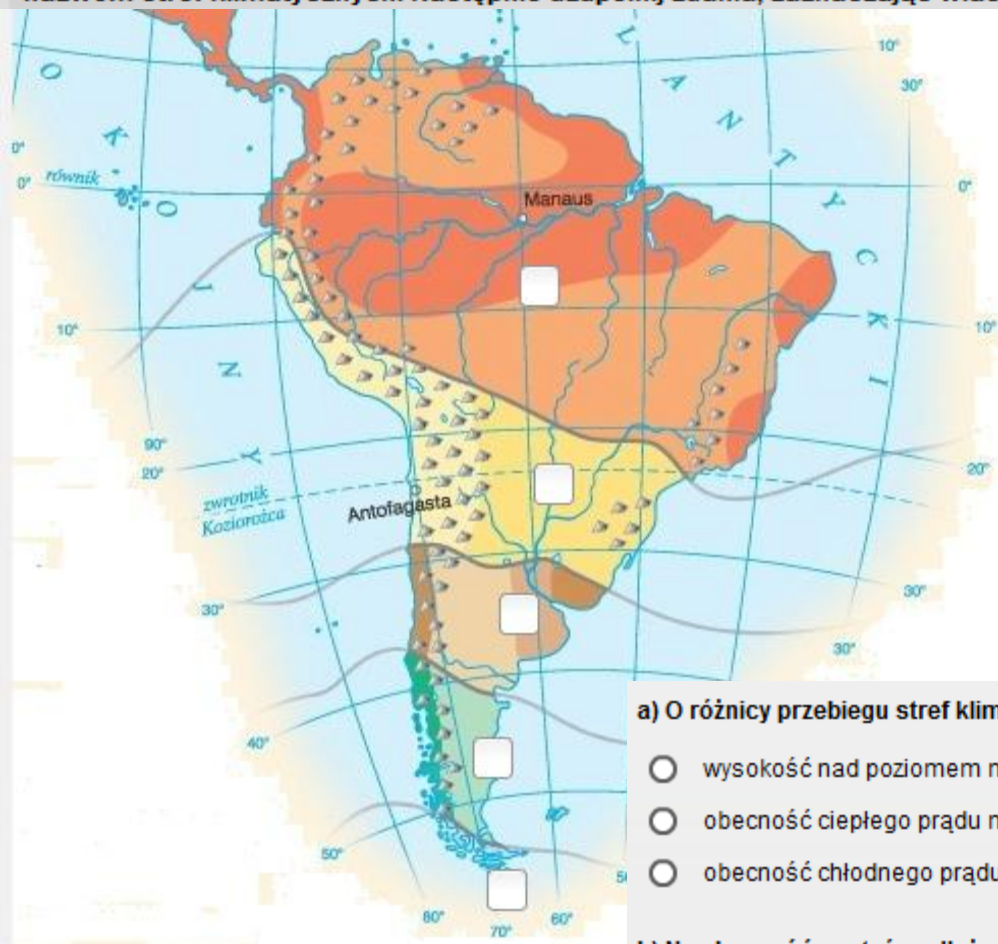 L
10°
O
A
30°
K
N
0°
T
0°
równik
0°
O
Manaus
Y
C
J
K
10°
10°
N
I
90°
Y
20°
20°
zwrotnik
Koziorożca
Antofagasta
30°
30°
30°
a) O różnicy przebiegu stref klim
wysokość nad poziomem
40°
obecność ciepłego prądu
50°
obecność chłodnego prądu
80°
60°
70°